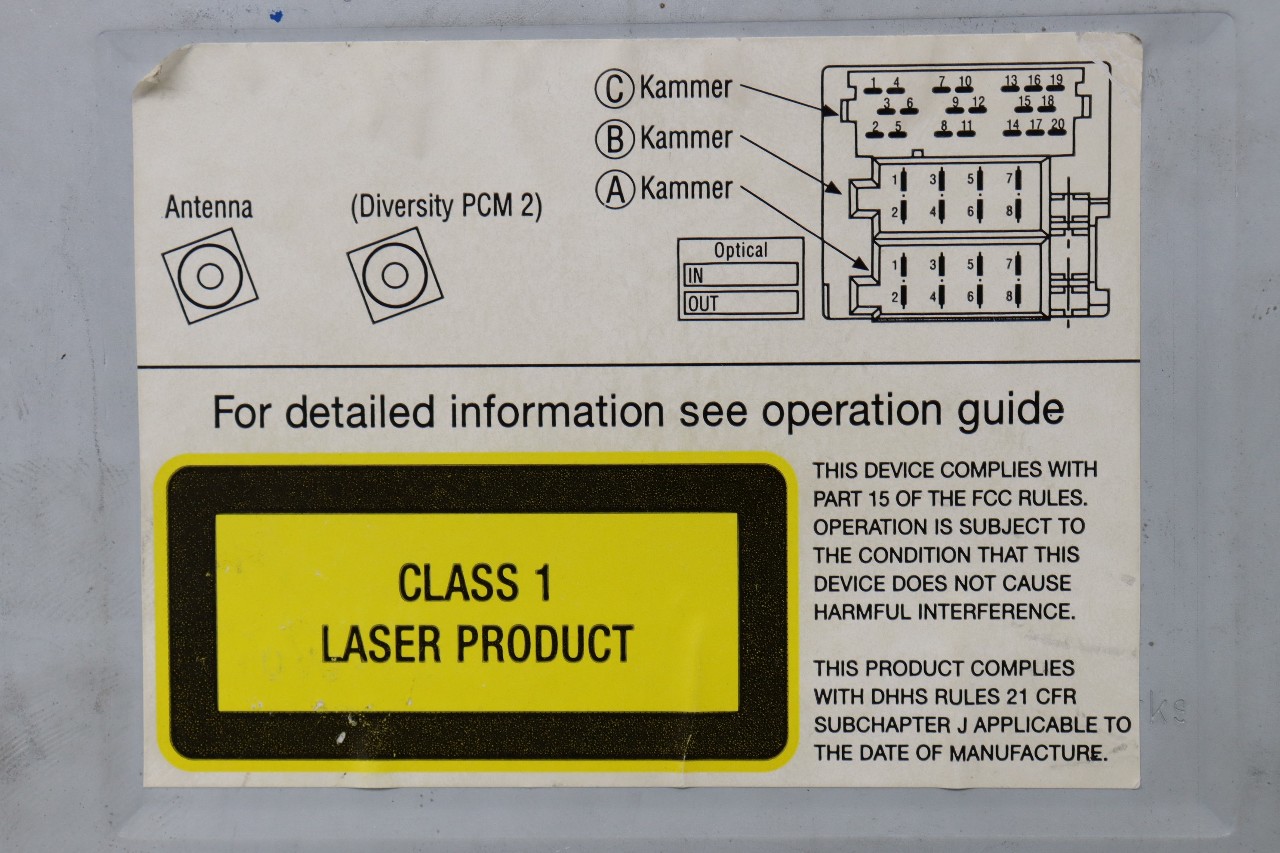 Ⓒ Kammer
Ⓑ Kammer
Ⓐ Kammer
1 4 7 10 13 16 19
3 6 9 12 15 18
2 5 8 11 14 17 20
1 3 5 7
2 4 6 8
1 3 5 7
2 4 6 8
Antenna
(Diversity PCM 2)
Optical
IN
OUT
For detailed information see operation guide
CLASS 1
LASER PRODUCT
THIS DEVICE COMPLIES WITH
PART 15 OF THE FCC RULES.
OPERATION IS SUBJECT TO
THE CONDITION THAT THIS
DEVICE DOES NOT CAUSE
HARMFUL INTERFERENCE.
THIS PRODUCT COMPLIES
WITH DHHS RULES 21 CFR
SUBCHAPTER J APPLICABLE TO
THE DATE OF MANUFACTURE.